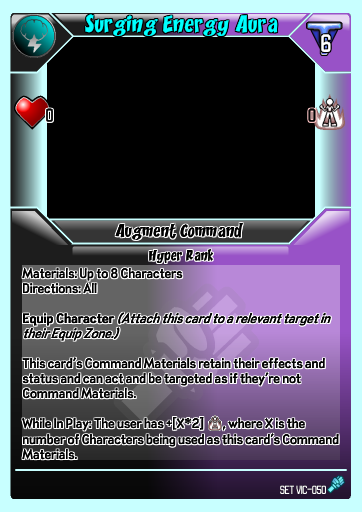 Surging Energy Aura
6
0
0
Augment Command
Hyper Rank
Materials: Up to 8 Characters
Directions: All
Equip Character (Attach this card to a relevant target in
their Equip Zone.)
This card's Command Materials retain their effects and
status and can act and be targeted as if they're not
Command Materials.
While In Play: The user has +[X*2] , where X is the
number of Characters being used as this card's Command
Materials.
SET VIC-050